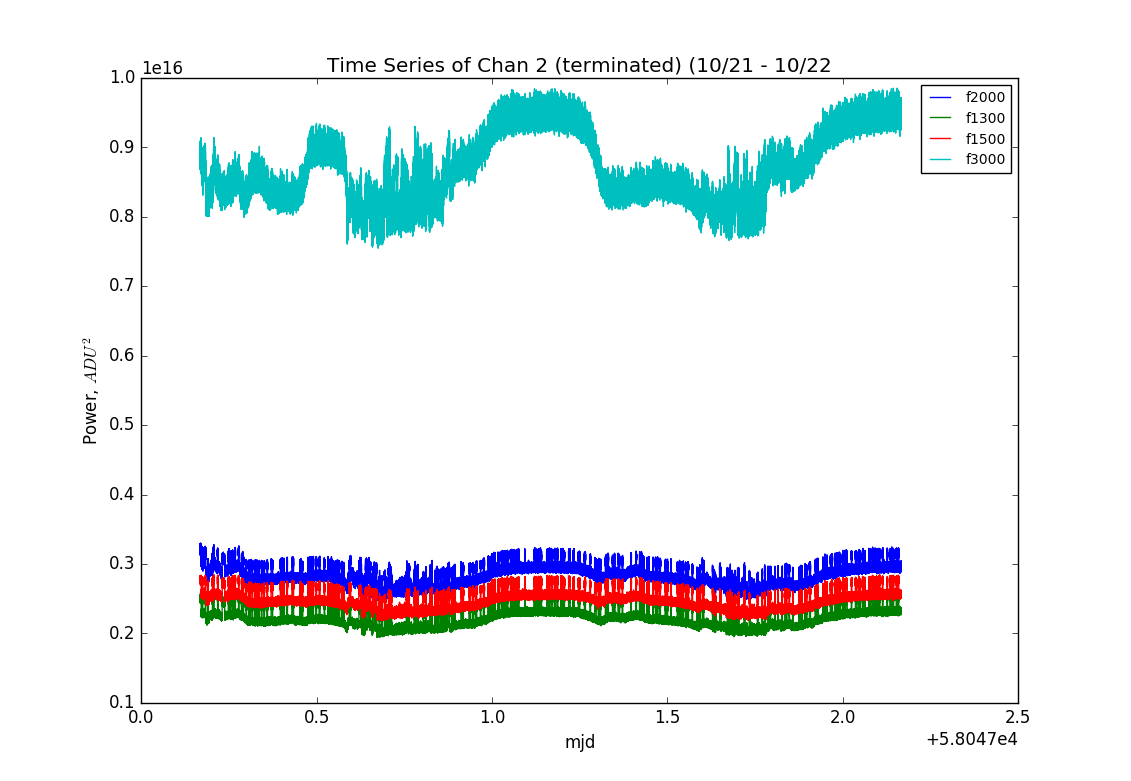 Time Series of Chan 2 (terminated) (10/21 - 10/22
1e16
1.0
0.9
0.8
0.7
0.6
0.5
0.4
0.3
0.2
0.1
Power, ADU²
f2000
f1300
f1500
f3000
0.0 0.5 1.0 1.5 2.0 2.5
mjd
+5.8047e4